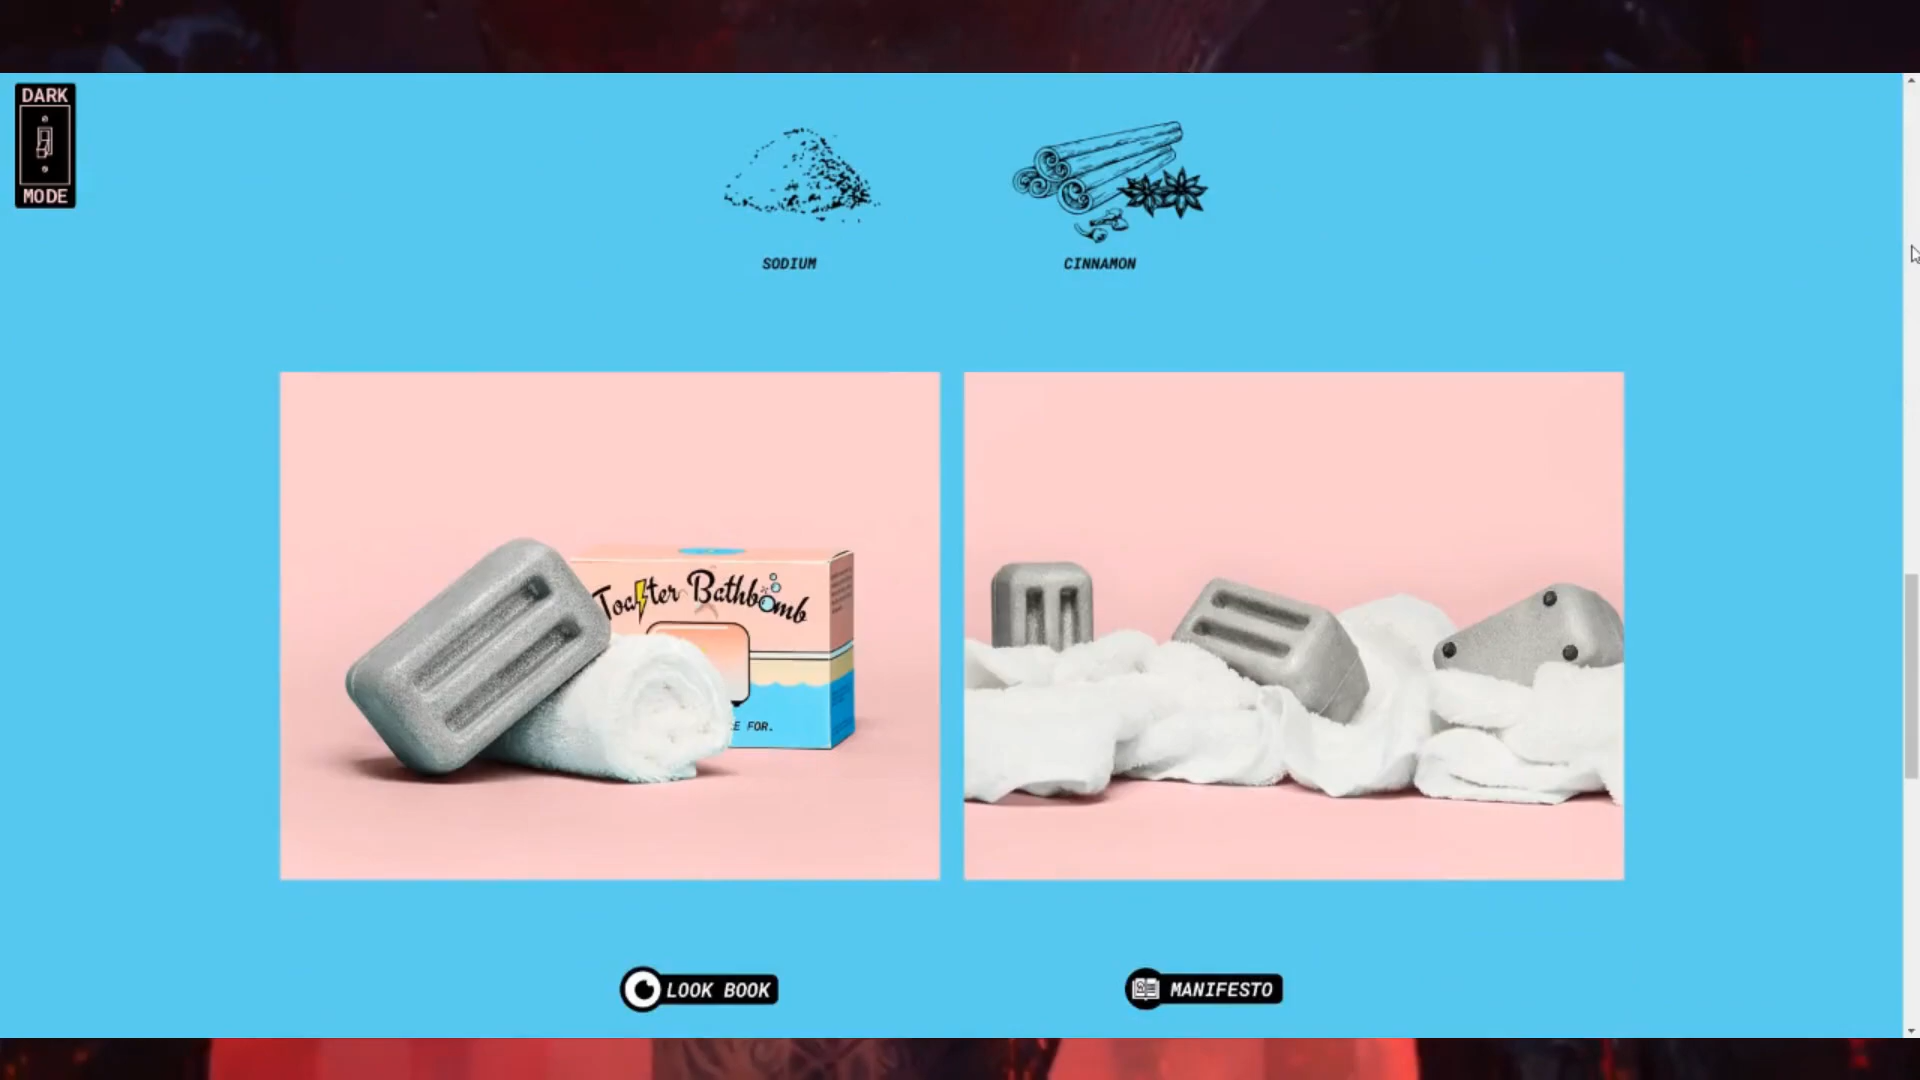 DARK
MODE
SODIUM
CINNAMON
Toaster Bathbomb
FOR.
LOOK BOOK
MANIFESTO